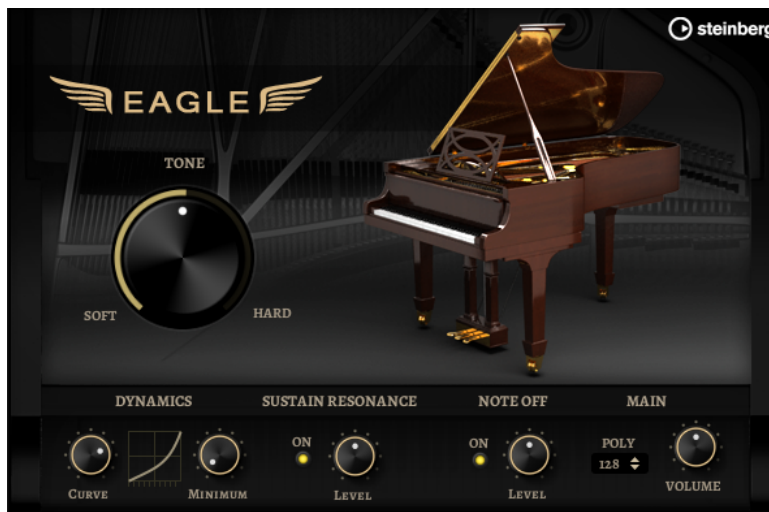 steinberg
EAGLE
TONE
SOFT
HARD
DYNAMICS
SUSTAIN RESONANCE
NOTE OFF
MAIN
ON
ON
POLY
128
CURVE
MINIMUM
LEVEL
LEVEL
VOLUME